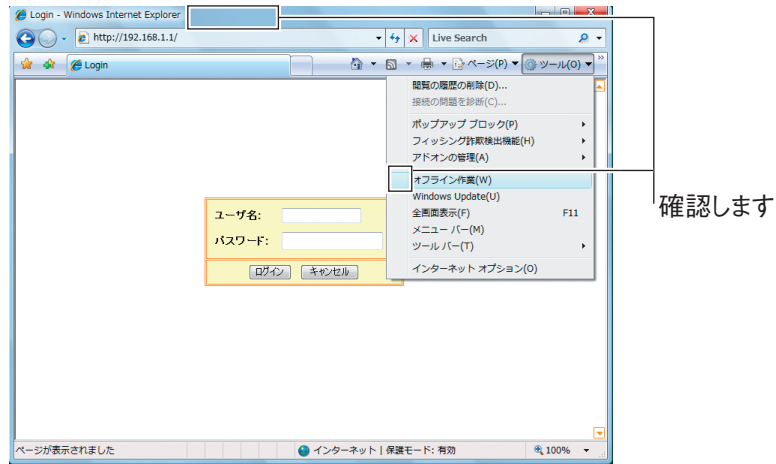 Login - Windows Internet Explorer
http://192.168.1.1/
Live Search
Login
ページ(P)
ツール(O)
閲覧の履歴の削除(D)...
接続の問題を診断(C)...
ポップアップ ブロック(P)
フィッシング詐欺検出機能(H)
アドオンの管理(A)
オフライン作業(W)
Windows Update(U)
全画面表示(F) F11
メニュー バー(M)
ツール バー(T)
インターネット オプション(O)
確認します
ユーザ名:
パスワード:
ログイン キャンセル
ページが表示されました
インターネット | 保護モード: 有効
100%